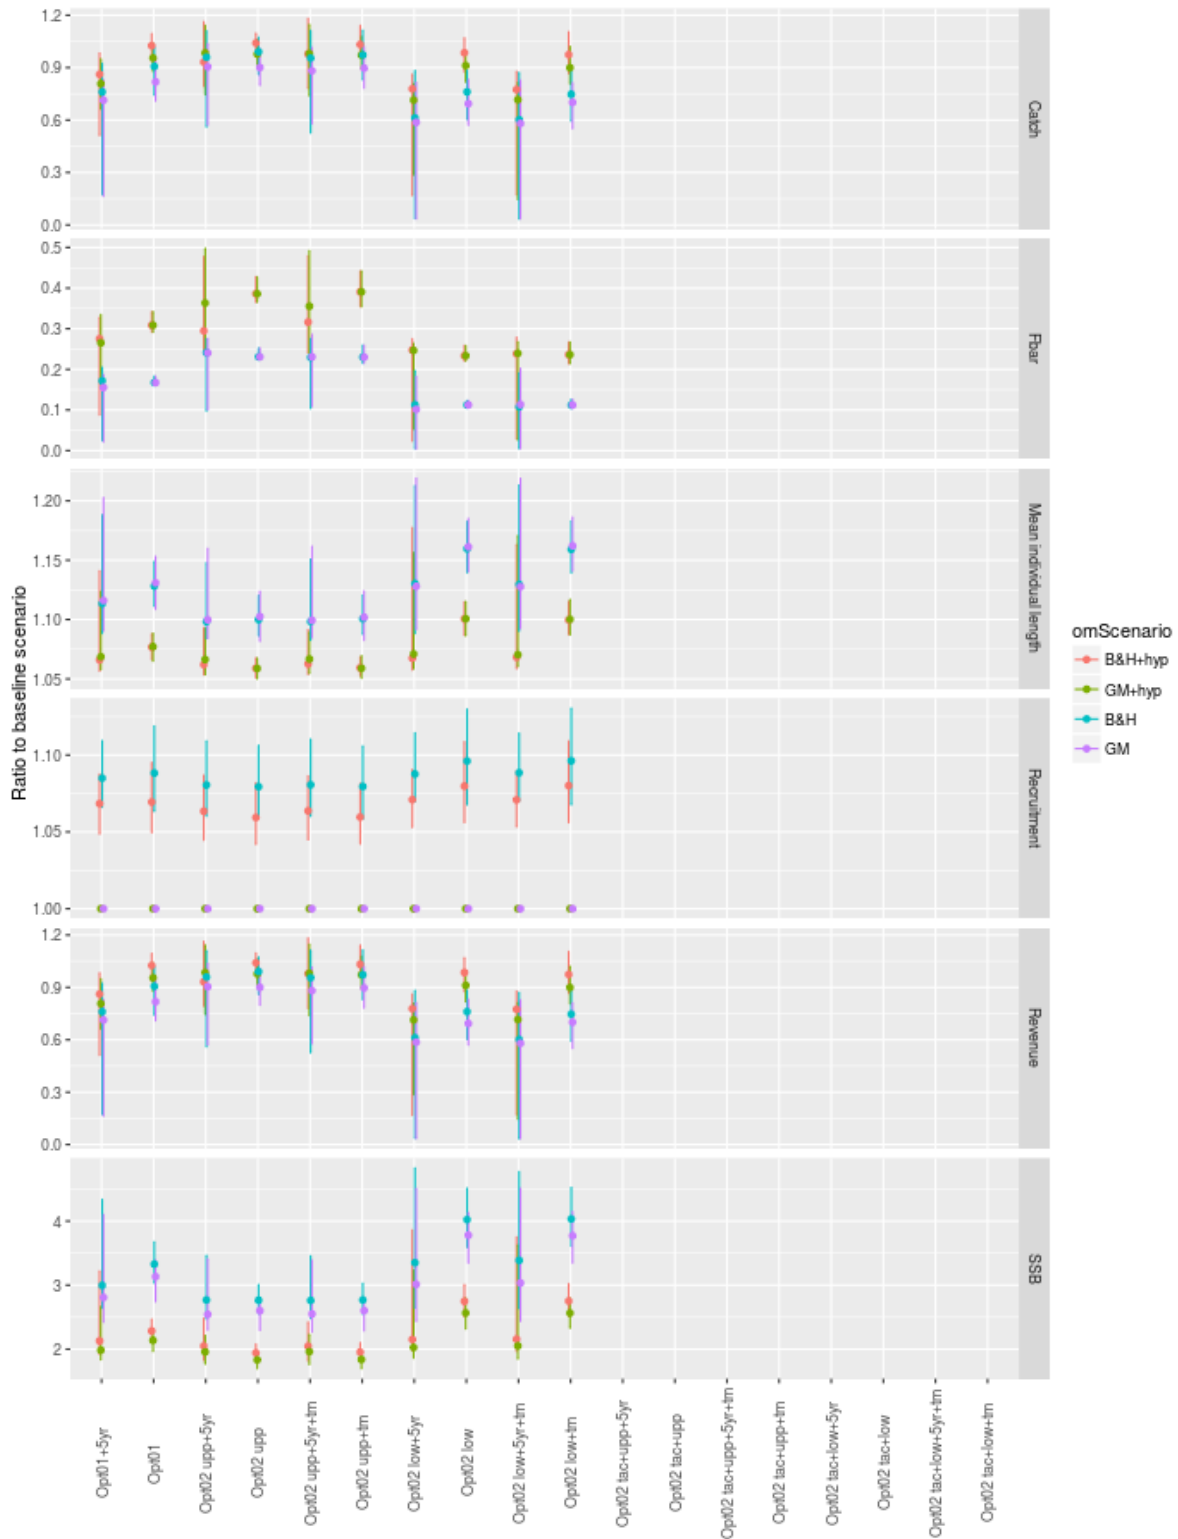 Ratio to baseline scenario
1.2
0.9
0.6
0.3
0.0
Catch
0.5
0.4
0.3
0.2
0.1
0.0
Fbar
1.20
1.15
1.10
1.05
Mean individual length
1.10
1.05
1.00
Recruitment
1.2
0.9
0.6
0.3
0.0
Revenue
4
3
2
SSB
Opt01+5yr
Opt01
Opt02 upp+5yr
Opt02 upp
Opt02 upp+5yr+tm
Opt02 upp+tm
Opt02 low+5yr
Opt02 low
Opt02 low+5yr+tm
Opt02 low+tm
Opt02 tac+upp+5yr
Opt02 tac+upp
Opt02 tac+upp+5yr+tm
Opt02 tac+upp+tm
Opt02 tac+low+5yr
Opt02 tac+low
Opt02 tac+low+5yr+tm
Opt02 tac+low+tm
omScenario
B&H+hyp
GM+hyp
B&H
GM